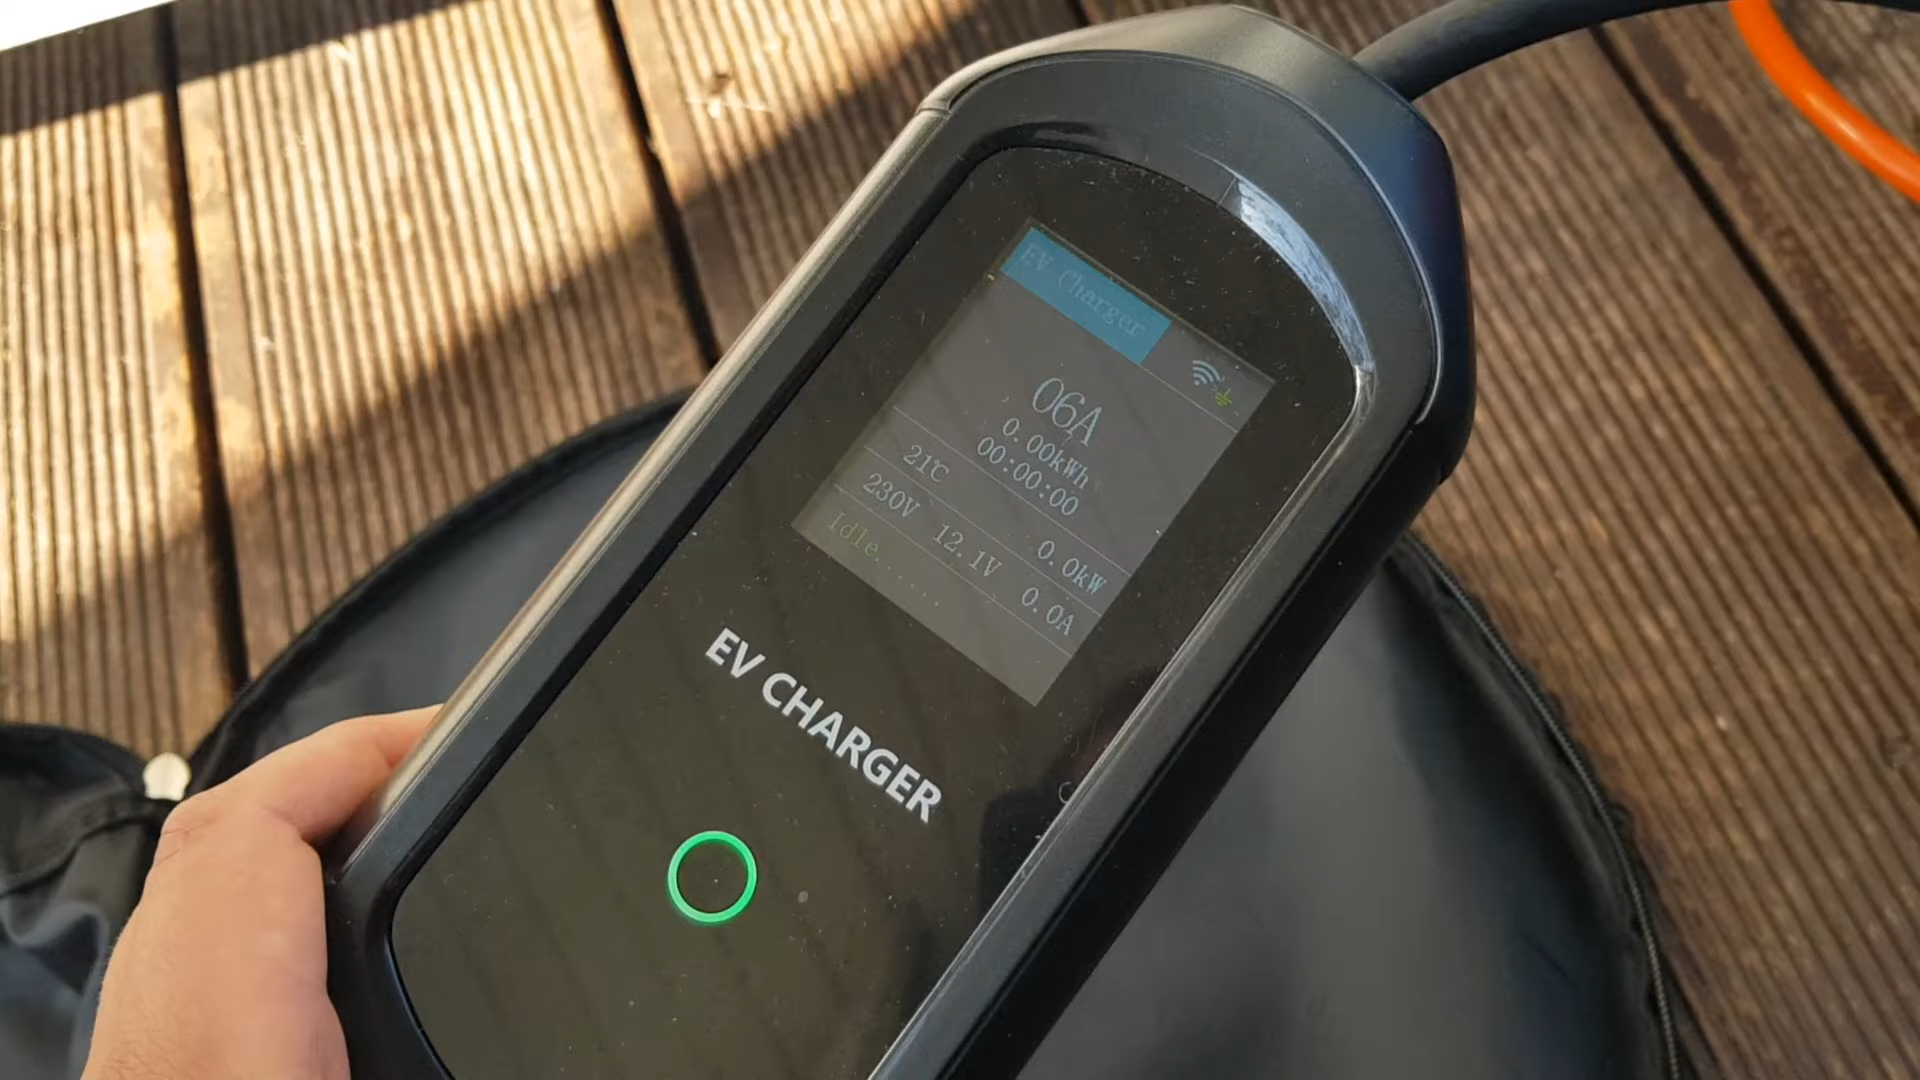 EV Charger
06A
0.00kWh
00:00:00
21℃ 0.0kW
230V 12.1V 0.0A
Idle.......
EV CHARGER